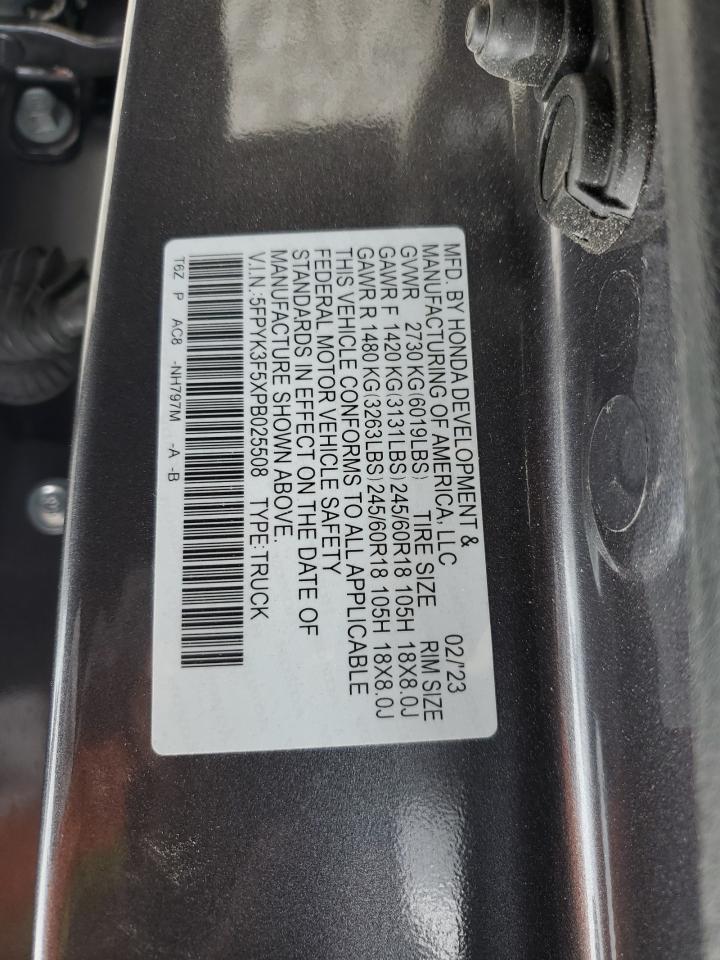 MFD. BY HONDA DEVELOPMENT &
MANUFACTURING OF AMERICA, LLC 02/'23
GVWR 2730 KG(6019LBS) TIRE SIZE RIM SIZE
GAWR F 1420 KG(3131LBS)245/60R18 105H 18X8.0J
GAWR R 1480 KG(3263LBS)245/60R18 105H 18X8.0J
THIS VEHICLE CONFORMS TO ALL APPLICABLE
FEDERAL MOTOR VEHICLE SAFETY
STANDARDS IN EFFECT ON THE DATE OF
MANUFACTURE SHOWN ABOVE.
V.I.N.:5FPYK3F5XPB025508 TYPE:TRUCK
T6Z P AC8 -NH797M -A -B